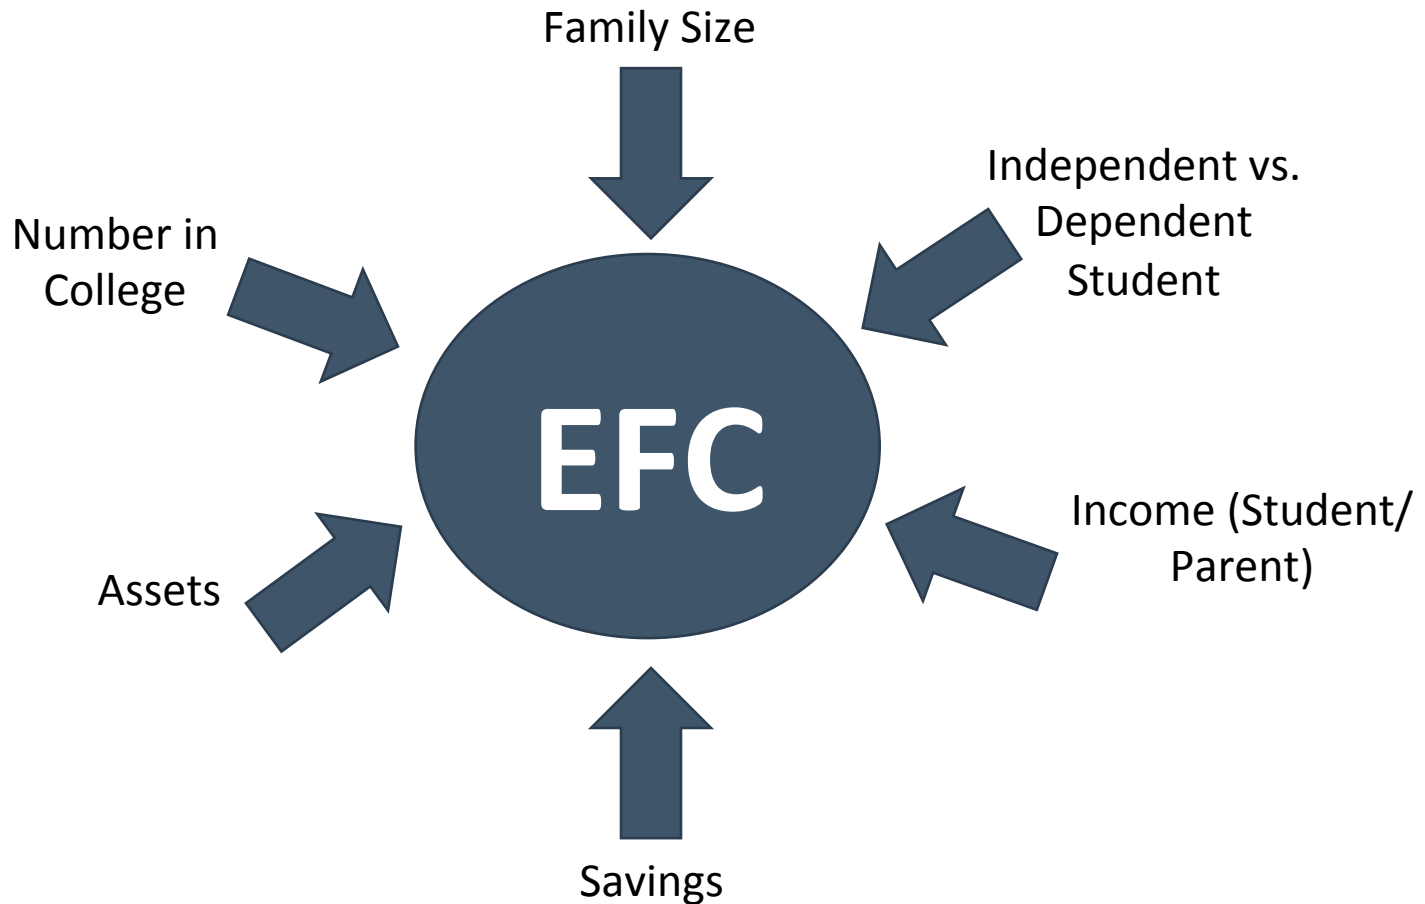 Family Size
Independent vs.
Dependent
Student
Number in
College
EFC
Income (Student/
Parent)
Assets
Savings